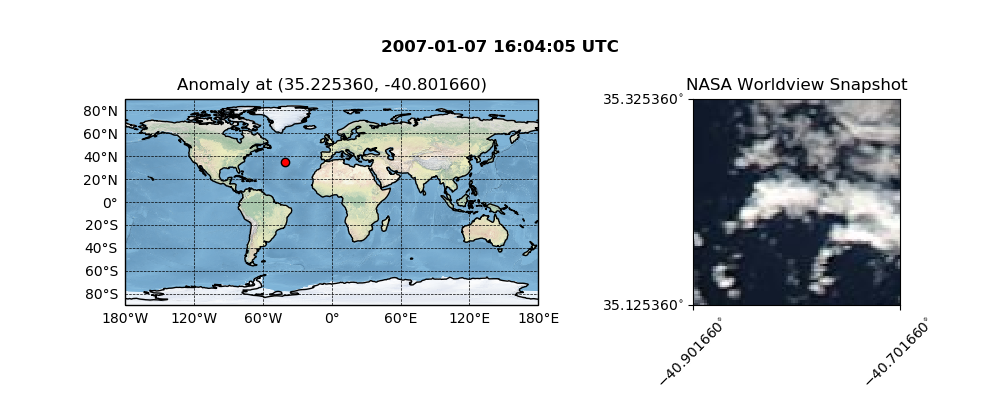 2007-01-07 16:04:05 UTC
Anomaly at (35.225360, -40.801660)
80°N
60°N
40°N
20°N
0°
20°S
40°S
60°S
80°S
180°W 120°W 60°W 0° 60°E 120°E 180°E
NASA Worldview Snapshot
35.325360°
35.125360°
−40.901660°
−40.701660°